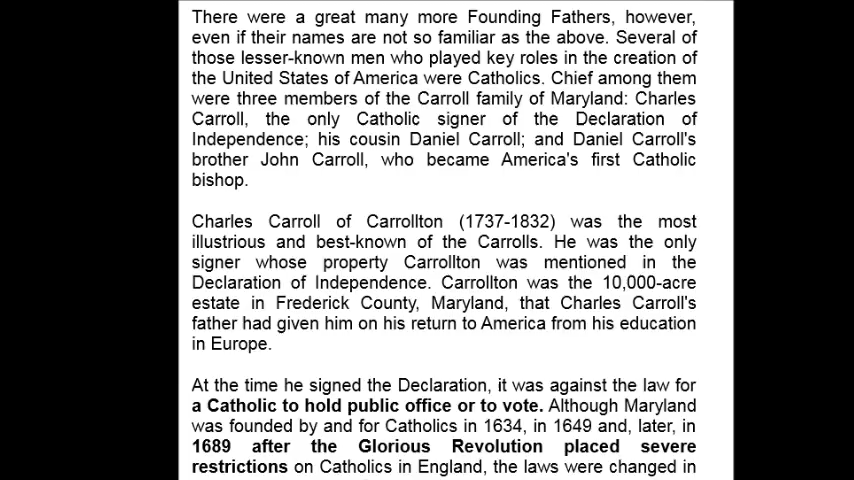 There were a great many more Founding Fathers, however,
even if their names are not so familiar as the above. Several of
those lesser-known men who played key roles in the creation of
the United States of America were Catholics. Chief among them
were three members of the Carroll family of Maryland: Charles
Carroll, the only Catholic signer of the Declaration of
Independence; his cousin Daniel Carroll; and Daniel Carroll's
brother John Carroll, who became America's first Catholic
bishop.
Charles Carroll of Carrollton (1737-1832) was the most
illustrious and best-known of the Carrolls. He was the only
signer whose property Carrollton was mentioned in the
Declaration of Independence. Carrollton was the 10,000-acre
estate in Frederick County, Maryland, that Charles Carroll's
father had given him on his return to America from his education
in Europe.
At the time he signed the Declaration, it was against the law for
a Catholic to hold public office or to vote. Although Maryland
was founded by and for Catholics in 1634, in 1649 and, later, in
1689 after the Glorious Revolution placed severe
restrictions on Catholics in England, the laws were changed in